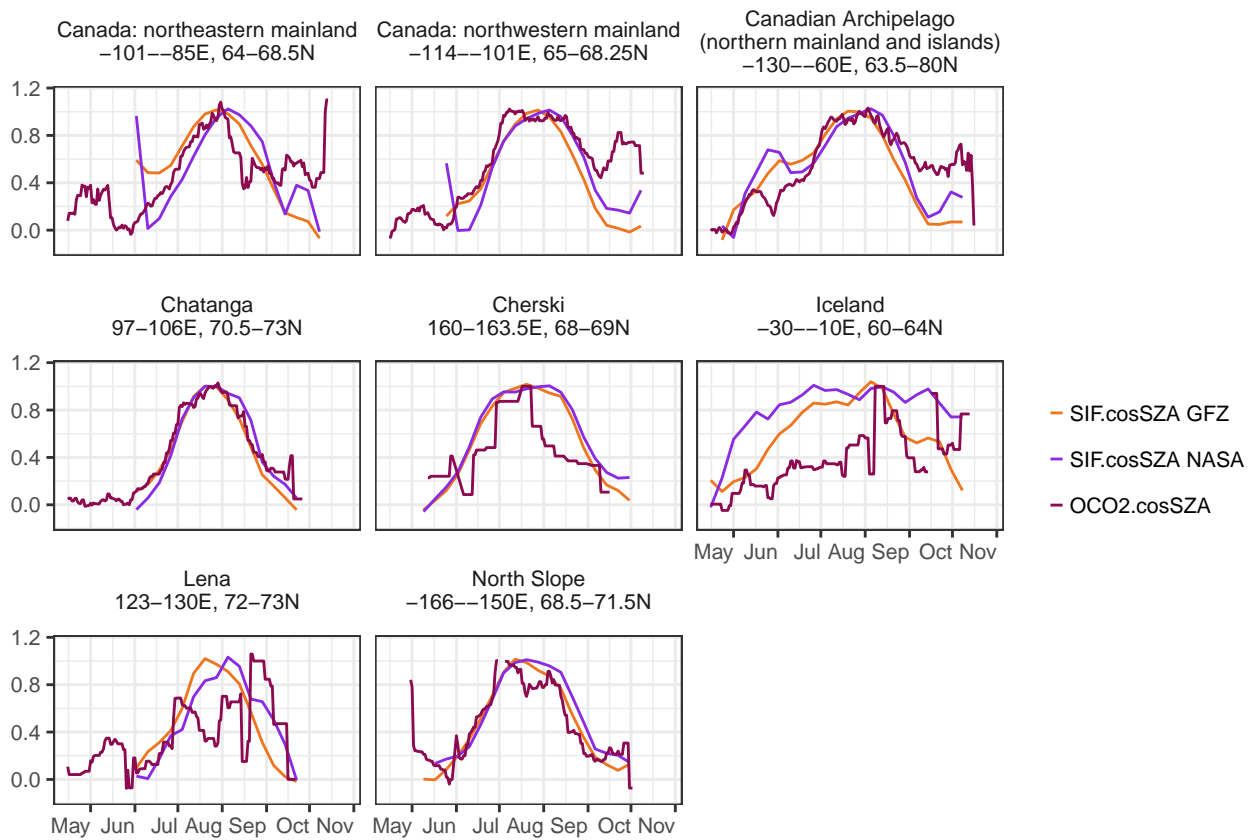 Canada: northeastern mainland
−101−−85E, 64−68.5N
Canada: northwestern mainland
−114−−101E, 65−68.25N
Canadian Archipelago
(northern mainland and islands)
−130−−60E, 63.5−80N
1.2
0.8
0.4
0.0
Chatanga
97−106E, 70.5−73N
Cherski
160−163.5E, 68−69N
Iceland
−30−−10E, 60−64N
1.2
0.8
0.4
0.0
May Jun Jul Aug Sep Oct Nov
SIF.cosSZA GFZ
SIF.cosSZA NASA
OCO2.cosSZA
Lena
123−130E, 72−73N
North Slope
−166−−150E, 68.5−71.5N
1.2
0.8
0.4
0.0
May Jun Jul Aug Sep Oct Nov
May Jun Jul Aug Sep Oct Nov